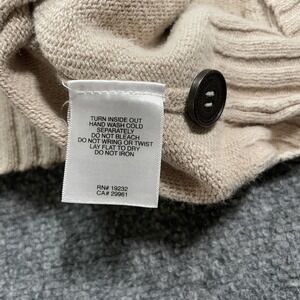 TURN INSIDE OUT
HAND WASH COLD
SEPARATELY
DO NOT BLEACH
DO NOT WRING OR TWIST
LAY FLAT TO DRY
DO NOT IRON
RN# 19232
CA# 29961